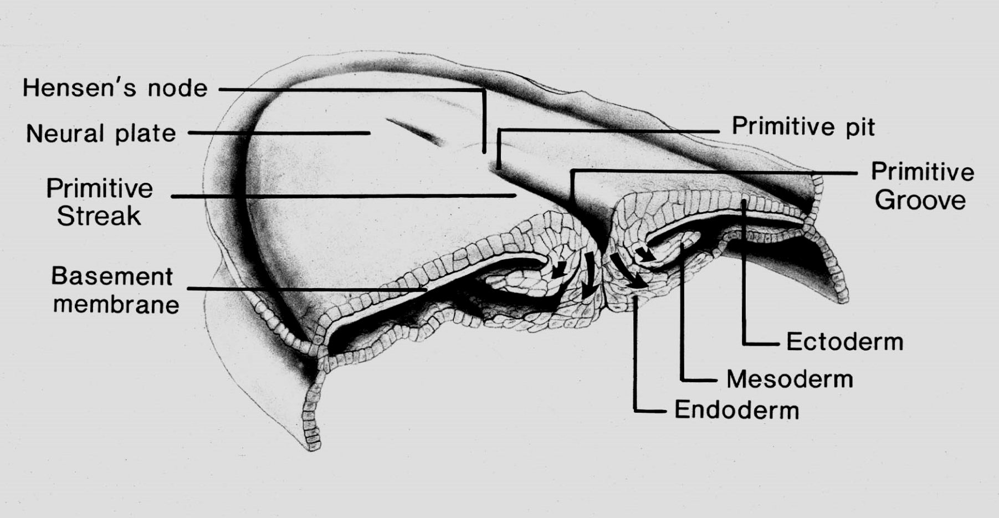 Hensen's node
Neural plate
Primitive
Streak
Basement
membrane
Primitive pit
Primitive
Groove
Ectoderm
Mesoderm
Endoderm